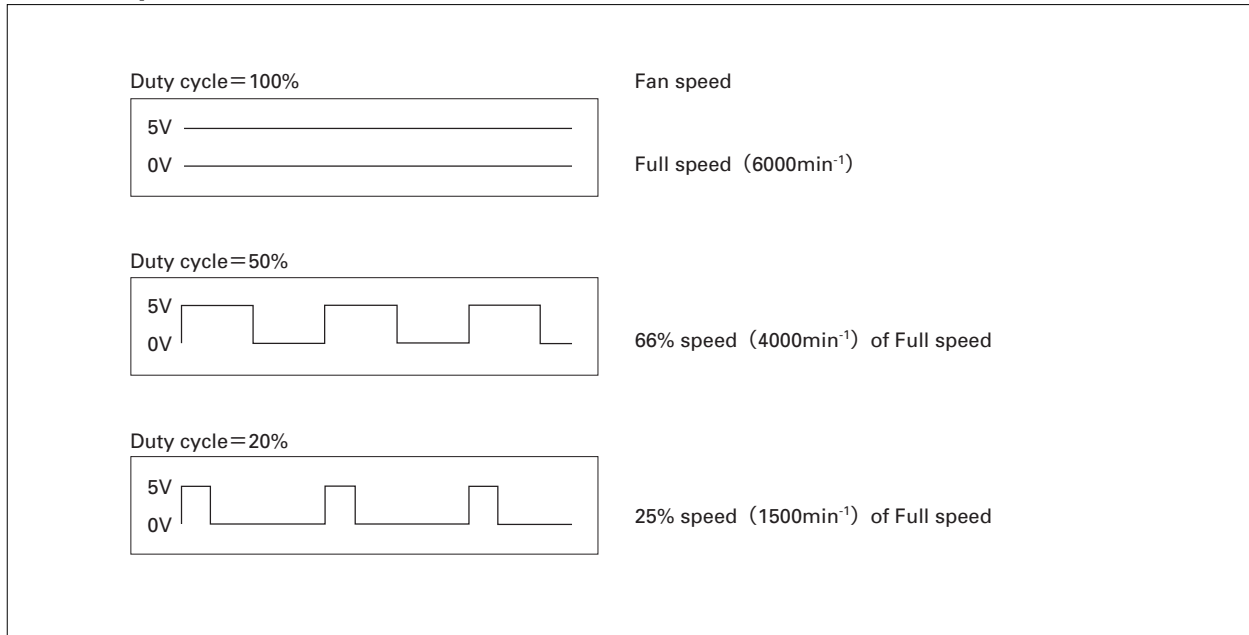 Duty cycle＝100%
Fan speed
5V
0V
Full speed（6000min⁻¹）
Duty cycle＝50%
5V
0V
66% speed（4000min⁻¹）of Full speed
Duty cycle＝20%
5V
0V
25% speed（1500min⁻¹）of Full speed